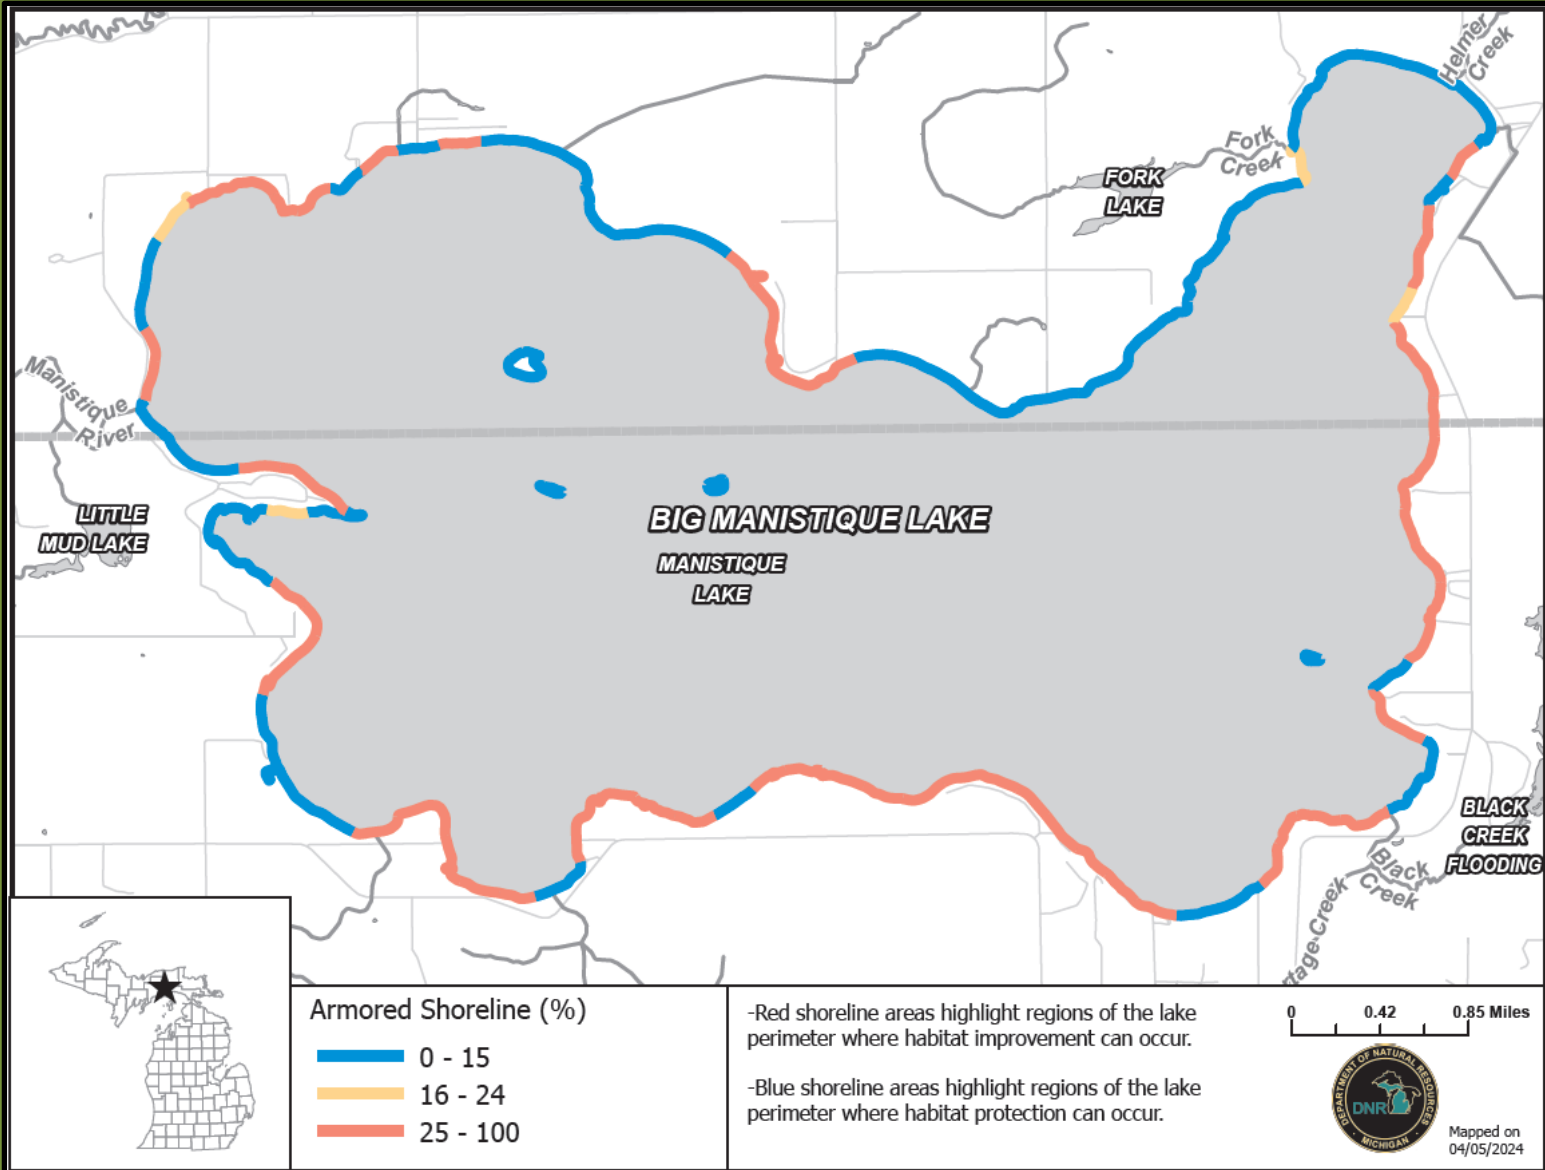 Helmer
Creek
Fork
Creek
FORK
LAKE
Manistique
River
LITTLE
MUD LAKE
BIG MANISTIQUE LAKE
MANISTIQUE
LAKE
BLACK
CREEK
FLOODING
Black
Creek
rtage Creek
Armored Shoreline (%)
0 - 15
16 - 24
25 - 100
-Red shoreline areas highlight regions of the lake
perimeter where habitat improvement can occur.
-Blue shoreline areas highlight regions of the lake
perimeter where habitat protection can occur.
0 0.42 0.85 Miles
DEPARTMENT OF NATURAL RESOURCES
DNR
MICHIGAN
Mapped on
04/05/2024